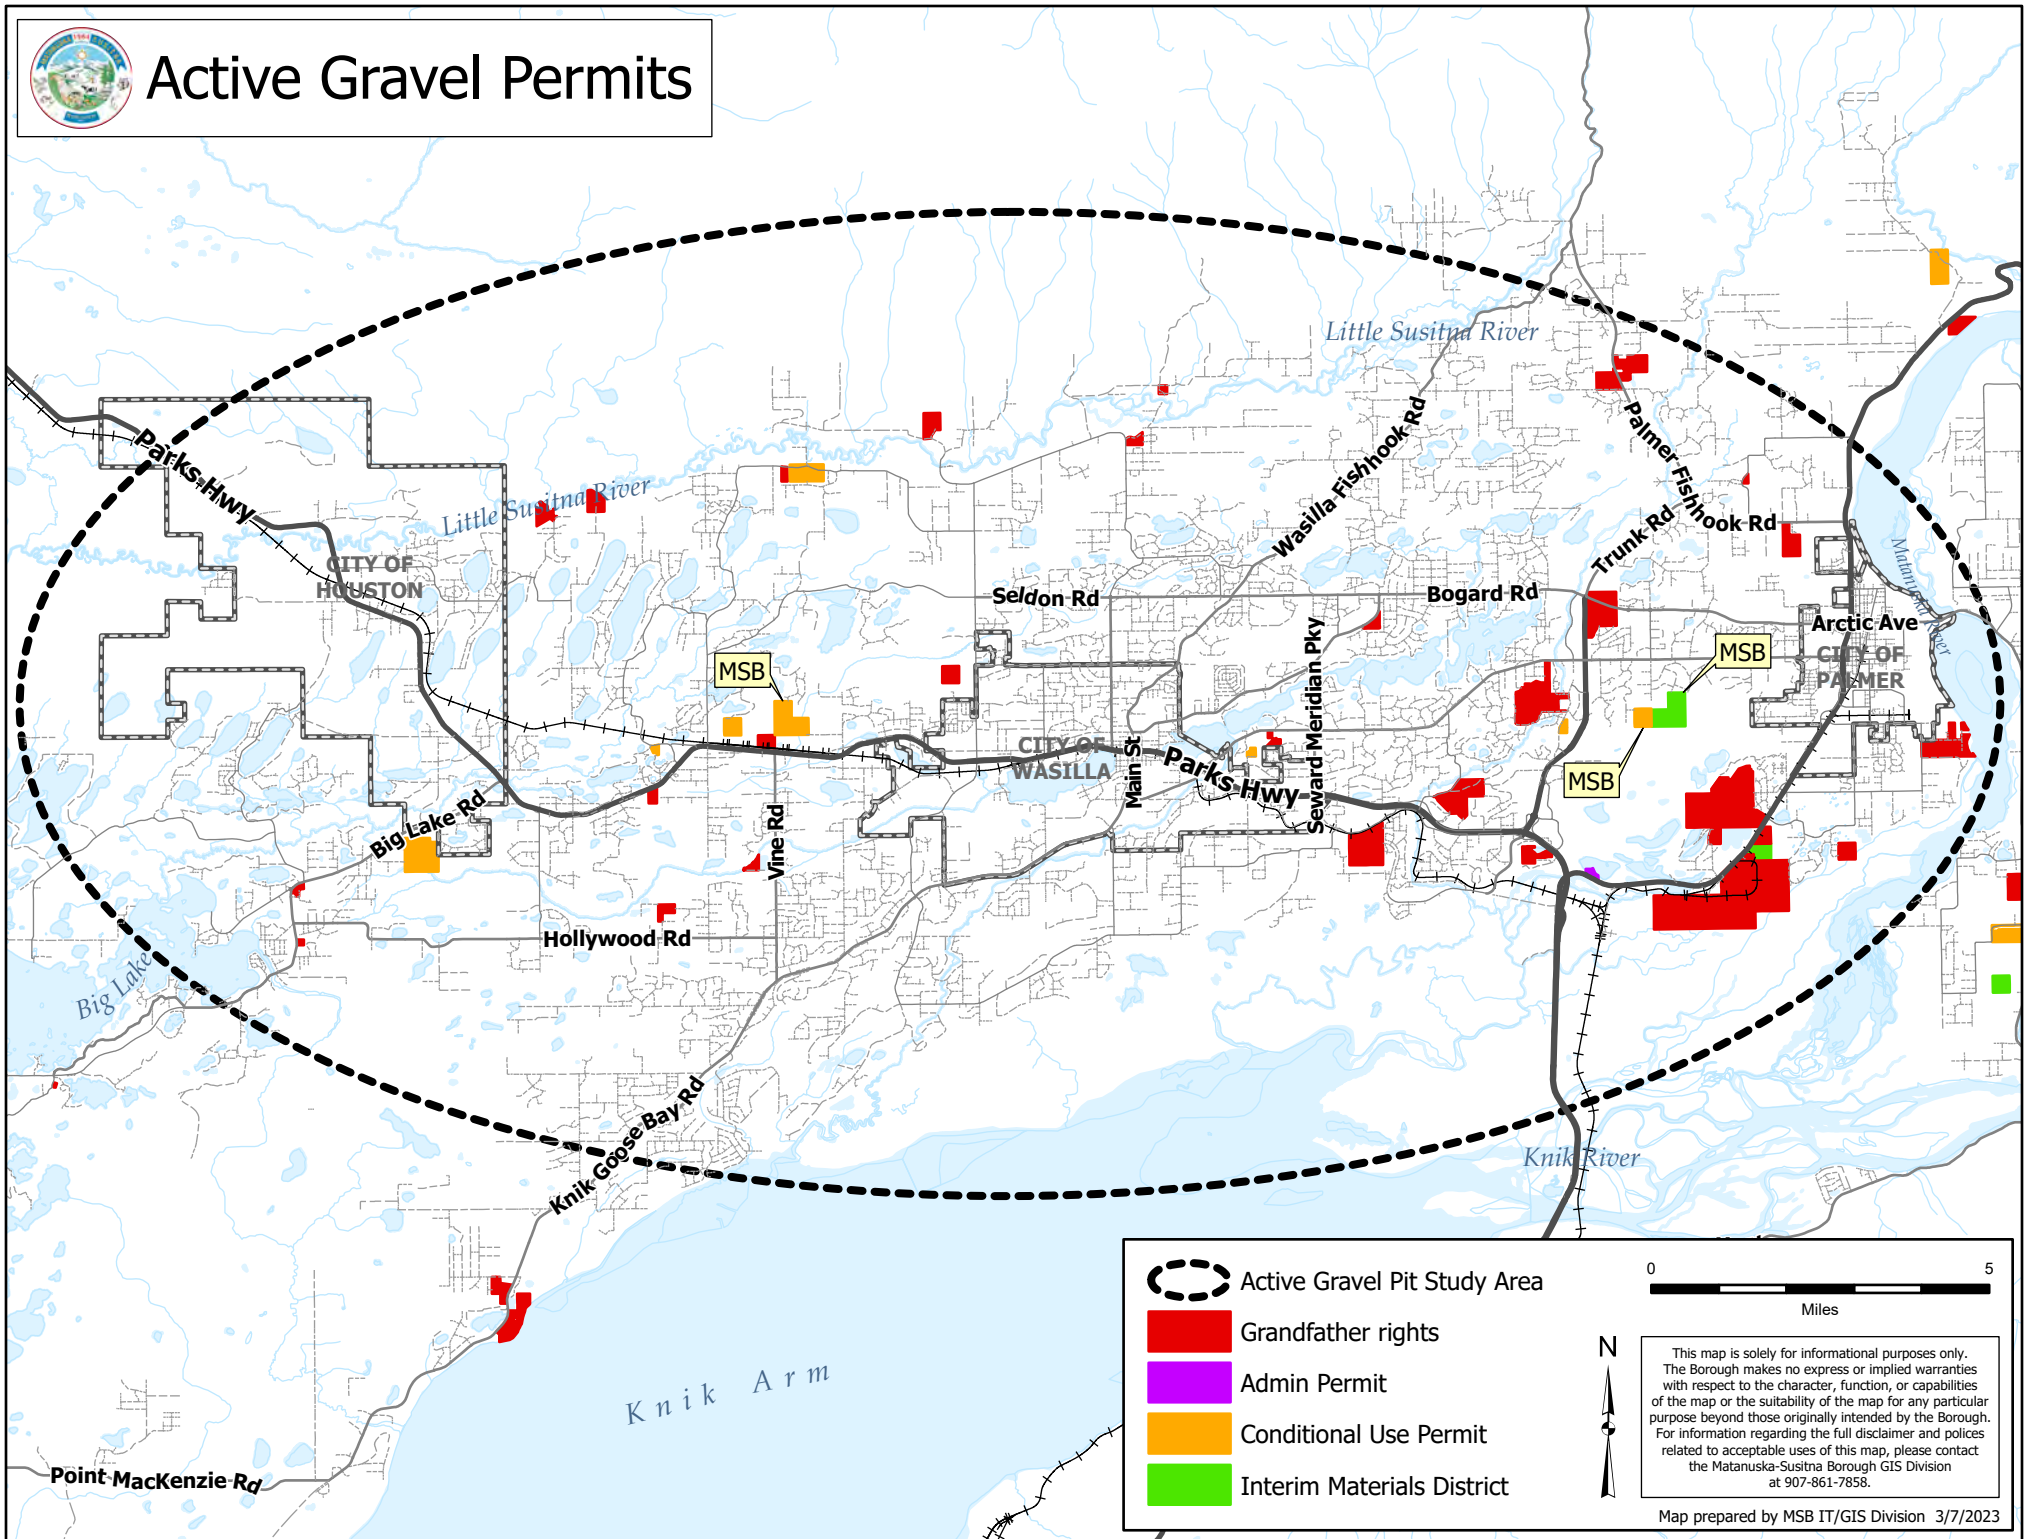 Active Gravel Permits
Little Susitna River
Parks Hwy
Wasilla-Fishhook Rd
Palmer-Fishhook Rd
Little Susitna River
CITY OF
HOUSTON
Trunk Rd
Matanuska River
Seldon Rd
Bogard Rd
Arctic Ave
MSB
MSB
CITY OF
PALMER
Seward-Meridian Pky
CITY OF
WASILLA
Main St
Parks Hwy
MSB
Big Lake Rd
Vine Rd
Hollywood Rd
Big Lake
Knik Goose Bay Rd
Knik River
Knik Arm
Point MacKenzie Rd
Active Gravel Pit Study Area
Grandfather rights
Admin Permit
Conditional Use Permit
Interim Materials District
0 5
Miles
N
This map is solely for informational purposes only.
The Borough makes no express or implied warranties
with respect to the character, function, or capabilities
of the map or the suitability of the map for any particular
purpose beyond those originally intended by the Borough.
For information regarding the full disclaimer and polices
related to acceptable uses of this map, please contact
the Matanuska-Susitna Borough GIS Division
at 907-861-7858.
Map prepared by MSB IT/GIS Division 3/7/2023